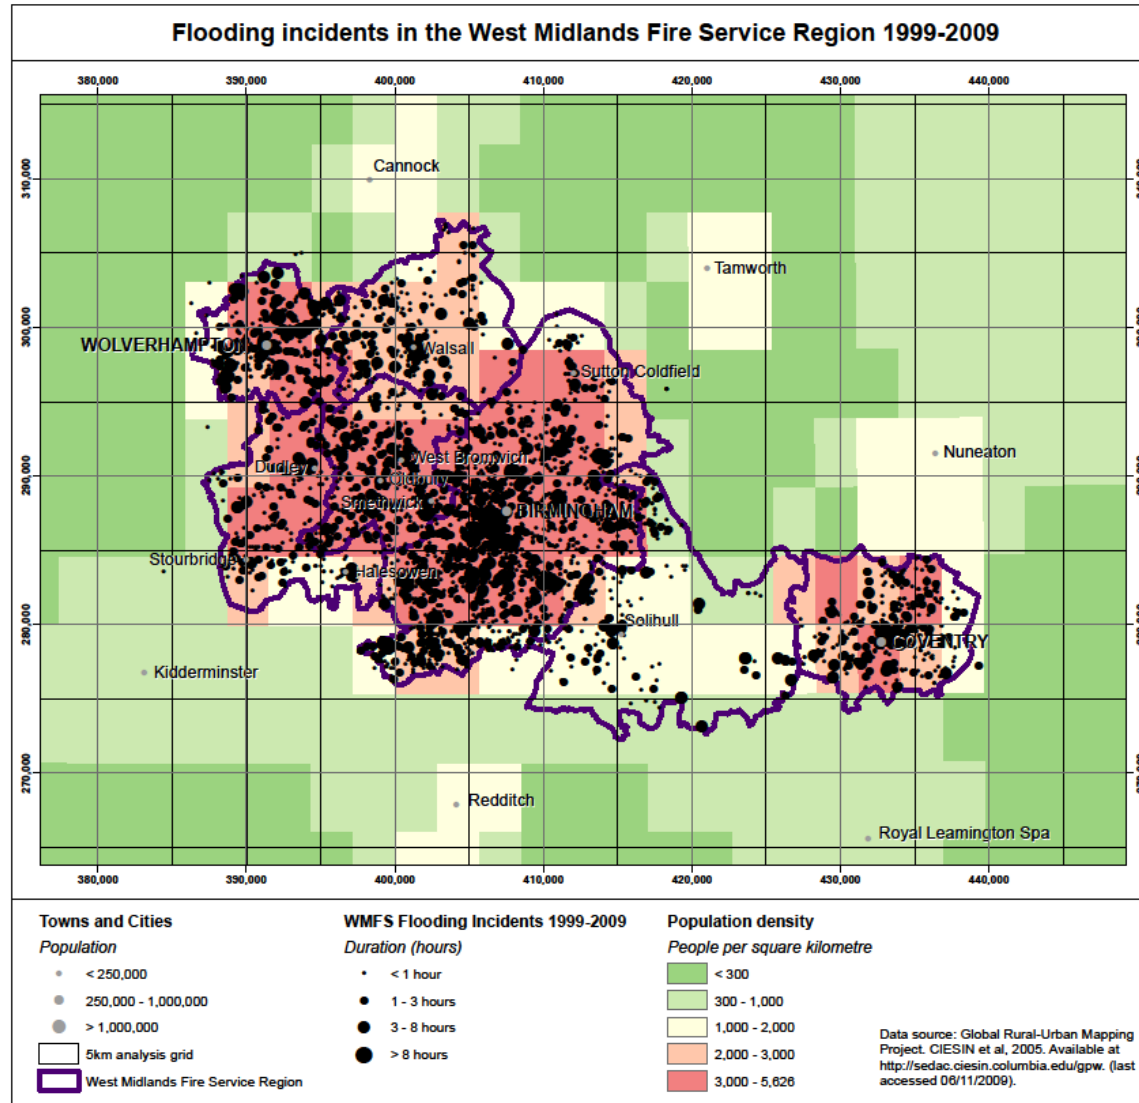 Flooding incidents in the West Midlands Fire Service Region 1999-2009
380,000 390,000 400,000 410,000 420,000 430,000 440,000
310,000
300,000
290,000
280,000
270,000
Cannock
Tamworth
WOLVERHAMPTON
Walsall
Sutton Coldfield
Nuneaton
Dudley
West Bromwich
Oldbury
Smethwick
BIRMINGHAM
Stourbridge
Halesowen
Solihull
COVENTRY
Kidderminster
Redditch
Royal Leamington Spa
380,000 390,000 400,000 410,000 420,000 430,000 440,000
Towns and Cities
Population
< 250,000
250,000 - 1,000,000
> 1,000,000
5km analysis grid
West Midlands Fire Service Region
WMFS Flooding Incidents 1999-2009
Duration (hours)
< 1 hour
1 - 3 hours
3 - 8 hours
> 8 hours
Population density
People per square kilometre
< 300
300 - 1,000
1,000 - 2,000
2,000 - 3,000
3,000 - 5,626
Data source: Global Rural-Urban Mapping
Project. CIESIN et al, 2005. Available at
http://sedac.ciesin.columbia.edu/gpw. (last
accessed 06/11/2009).